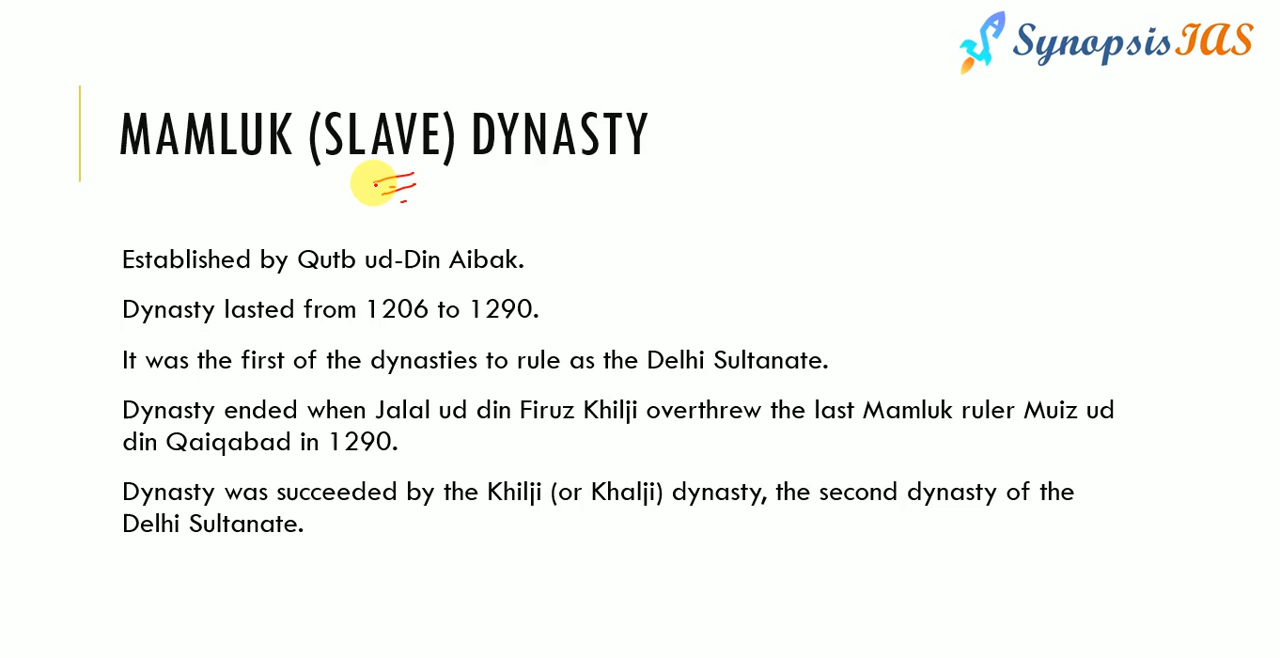 SynopsisIAS
MAMLUK (SLAVE) DYNASTY
Established by Qutb ud-Din Aibak.
Dynasty lasted from 1206 to 1290.
It was the first of the dynasties to rule as the Delhi Sultanate.
Dynasty ended when Jalal ud din Firuz Khilji overthrew the last Mamluk ruler Muiz ud
din Qaiqabad in 1290.
Dynasty was succeeded by the Khilji (or Khalji) dynasty, the second dynasty of the
Delhi Sultanate.